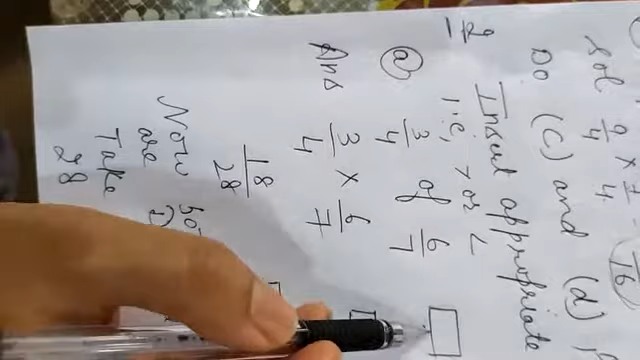 Sol. 9/4 × 1/4 16
Do (C) and (d)
2 Insert appropriate
i.e, > or <
(a) 3/4 of 6/7
Ans 3/4 × 6/7
18/28
Now
are
Take
28